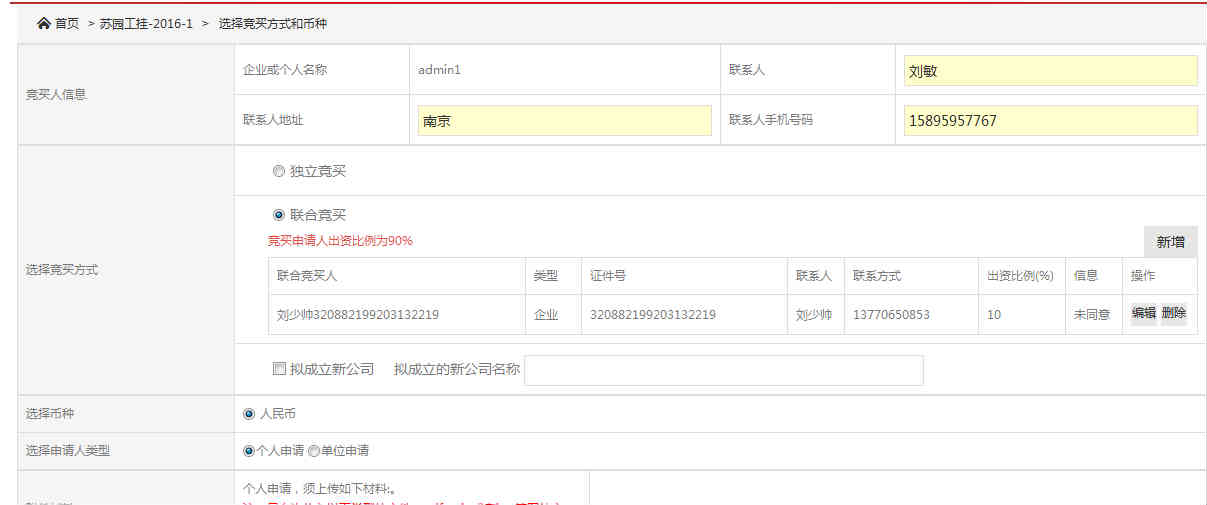 首页 > 苏园工挂-2016-1 > 选择竞买方式和币种
竞买人信息
企业或个人名称 admin1 联系人 刘敏
联系人地址 南京 联系人手机号码 15895957767
选择竞买方式
独立竞买
联合竞买
竞买申请人出资比例为90%
新增
联合竞买人 类型 证件号 联系人 联系方式 出资比例(%) 信息 操作
刘少帅320882199203132219 企业 320882199203132219 刘少帅 13770650853 10 未同意 编辑 删除
拟成立新公司 拟成立的新公司名称
选择币种 人民币
选择申请人类型 个人申请 单位申请
个人申请，须上传如下材料:。